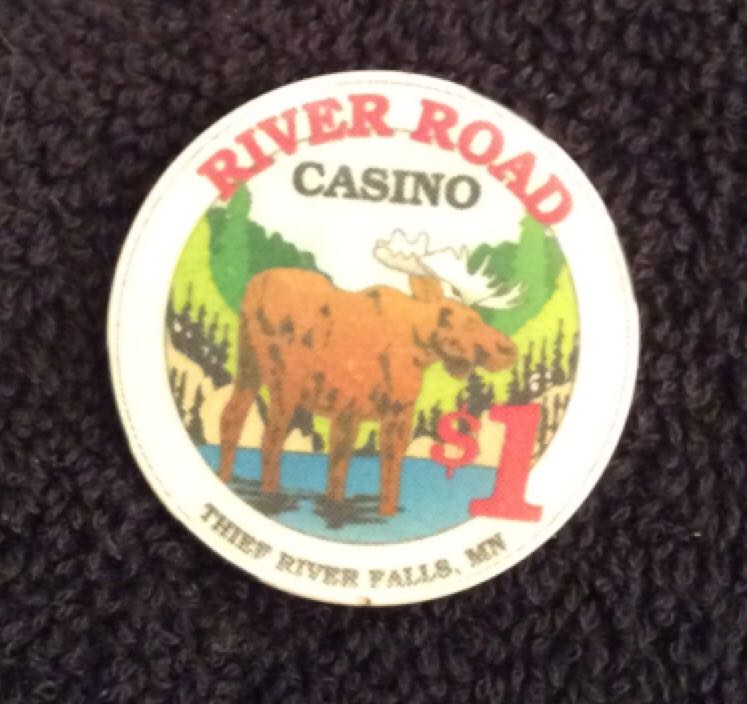 RIVER ROAD
CASINO
$1
THIEF RIVER FALLS, MN